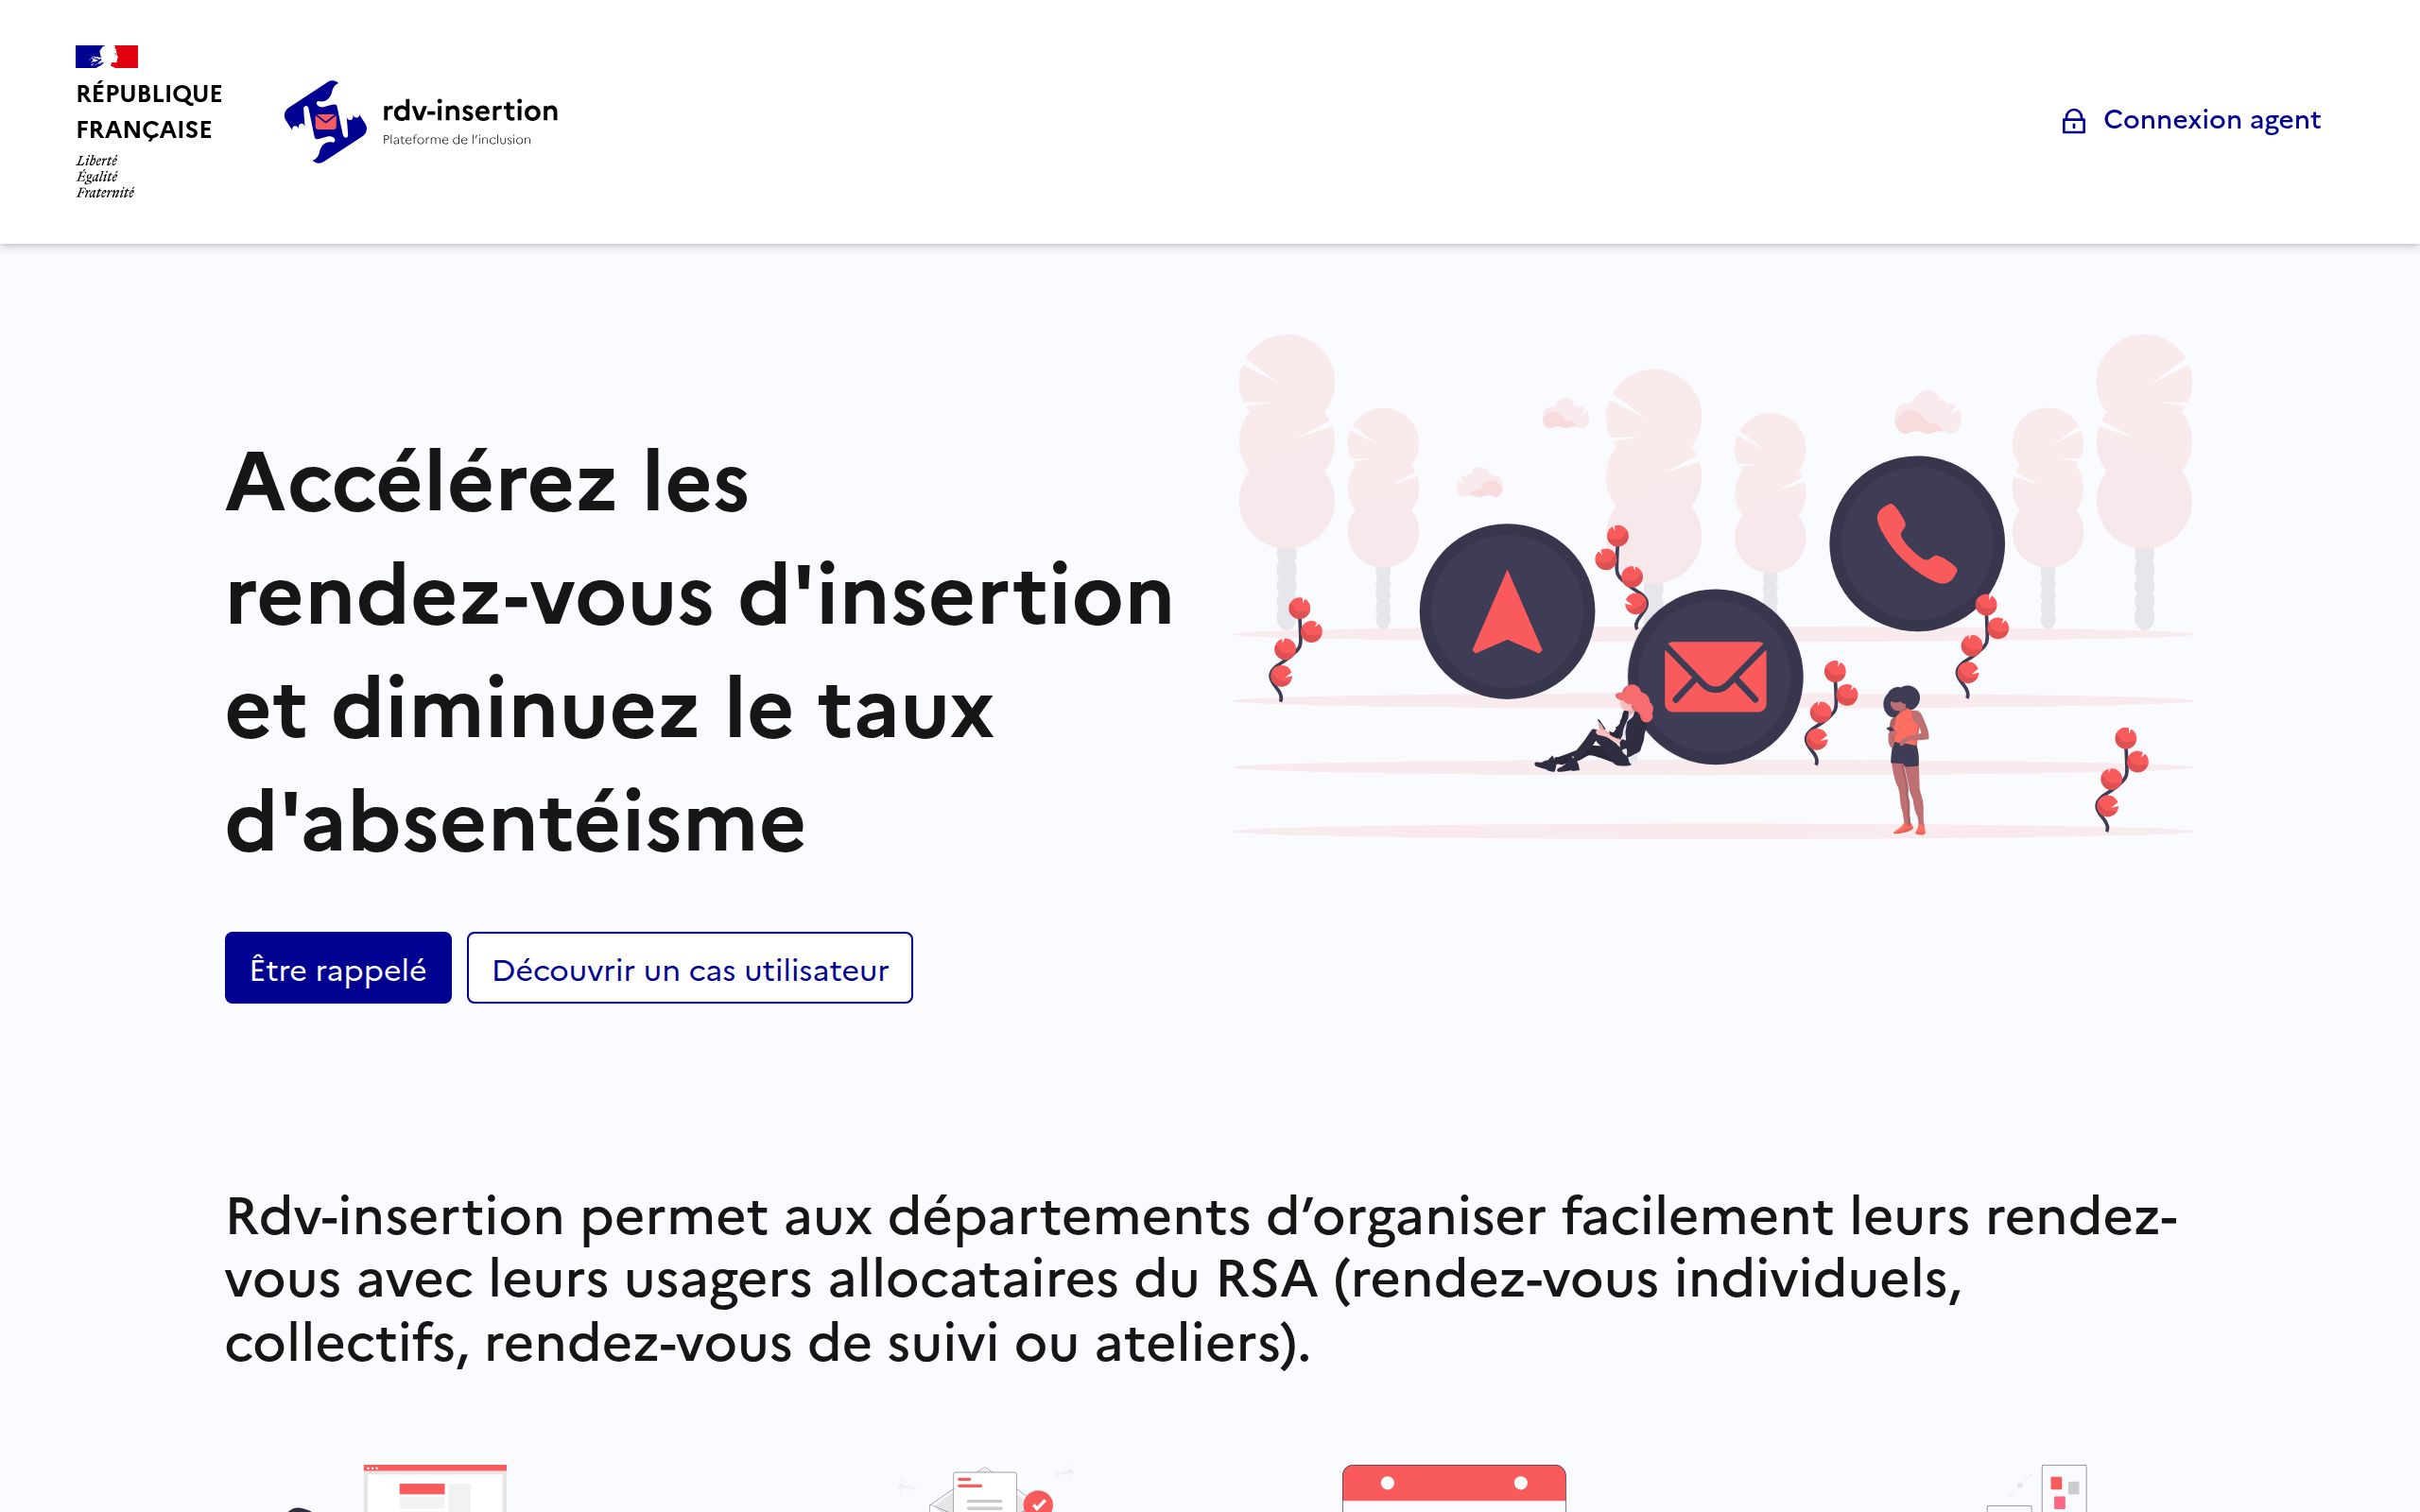 RÉPUBLIQUE
FRANÇAISE
Liberté
Égalité
Fraternité
rdv-insertion
Plateforme de l'inclusion
Connexion agent
Accélérez les
rendez-vous d'insertion
et diminuez le taux
d'absentéisme
Être rappelé
Découvrir un cas utilisateur
Rdv-insertion permet aux départements d’organiser facilement leurs rendez-
vous avec leurs usagers allocataires du RSA (rendez-vous individuels,
collectifs, rendez-vous de suivi ou ateliers).